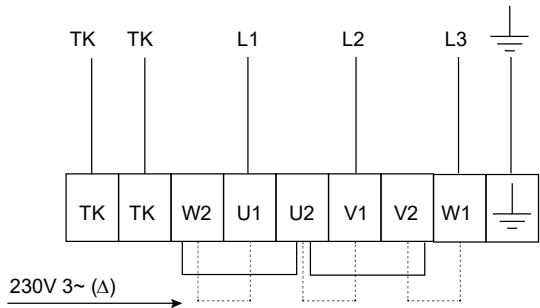 TK TK L1 L2 L3
TK TK W2 U1 U2 V1 V2 W1
230V 3~ (Δ)